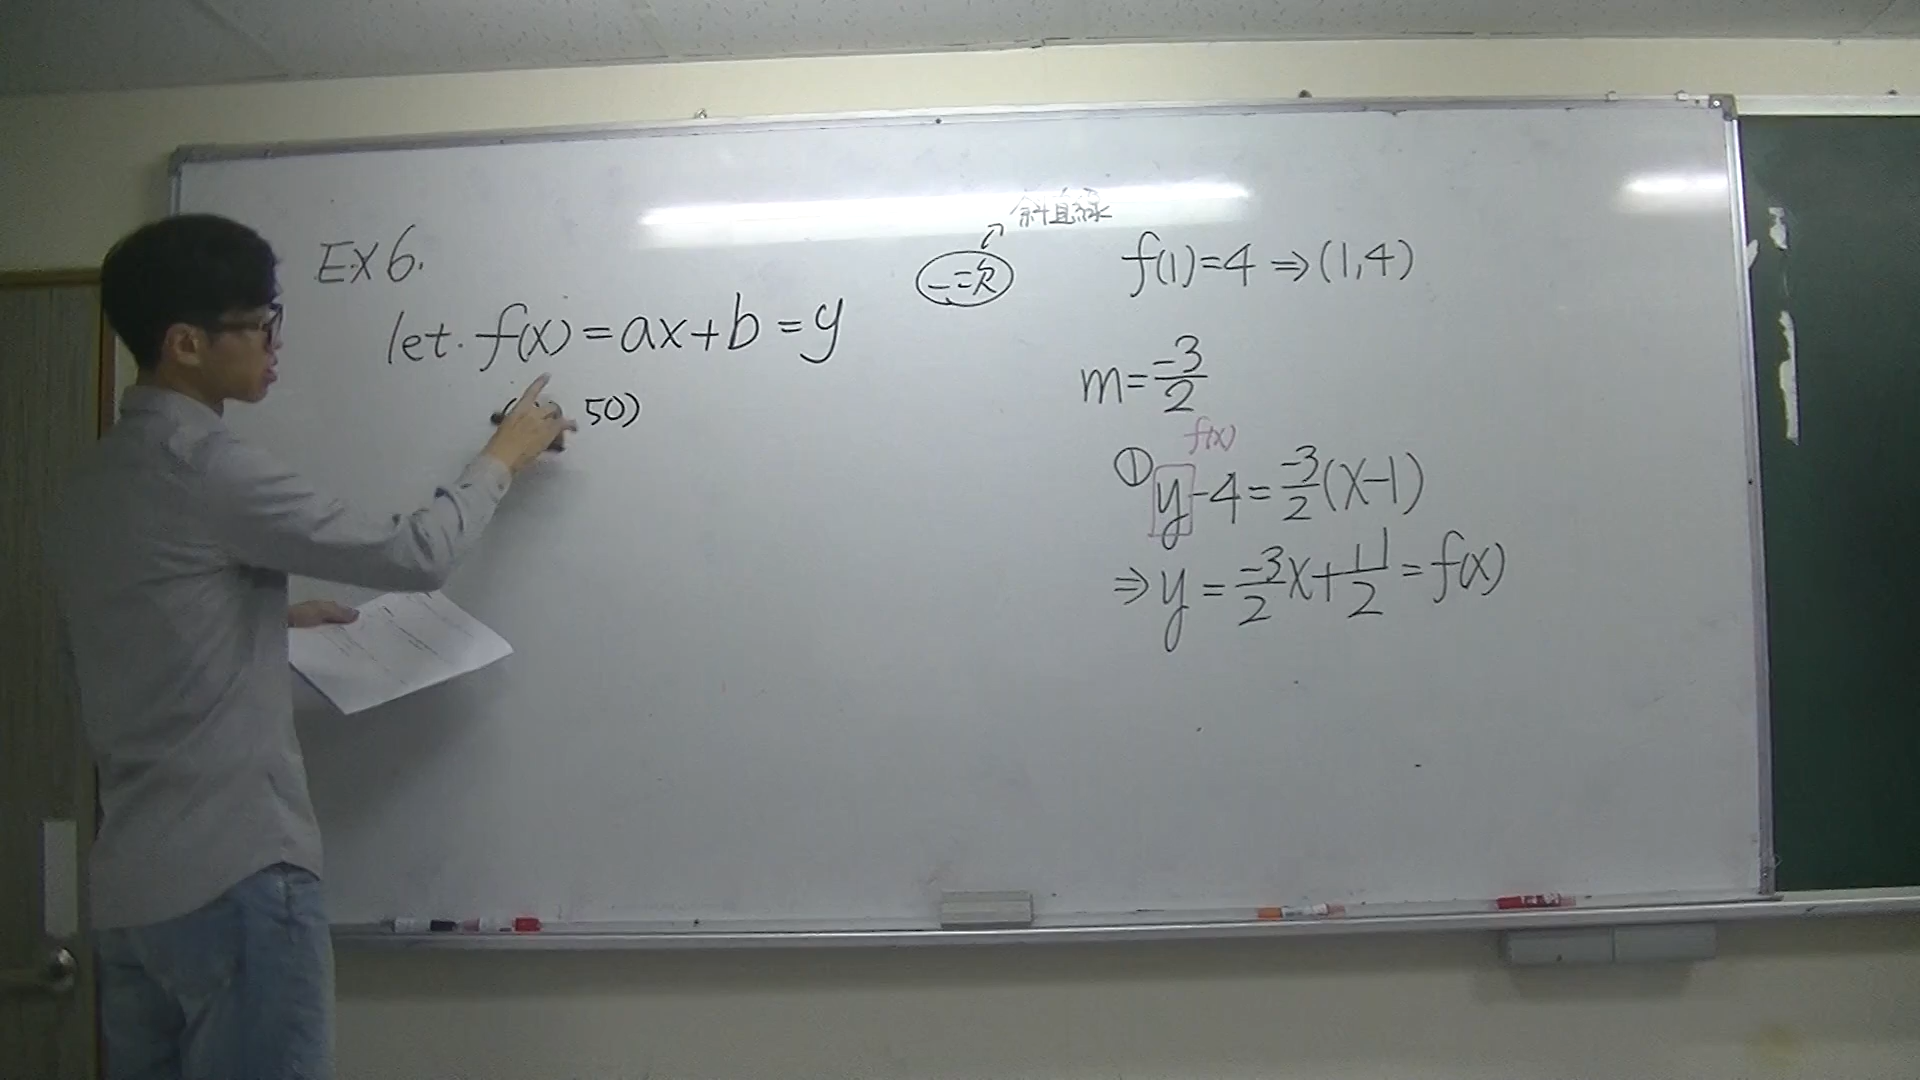 EX 6.
let. f(x) = ax + b = y
50)
一次
斜直線
f(1) = 4 ⇒ (1,4)
m = -3/2
f(x)
① y - 4 = -3/2 (x - 1)
⇒ y = -3/2 x + 11/2 = f(x)